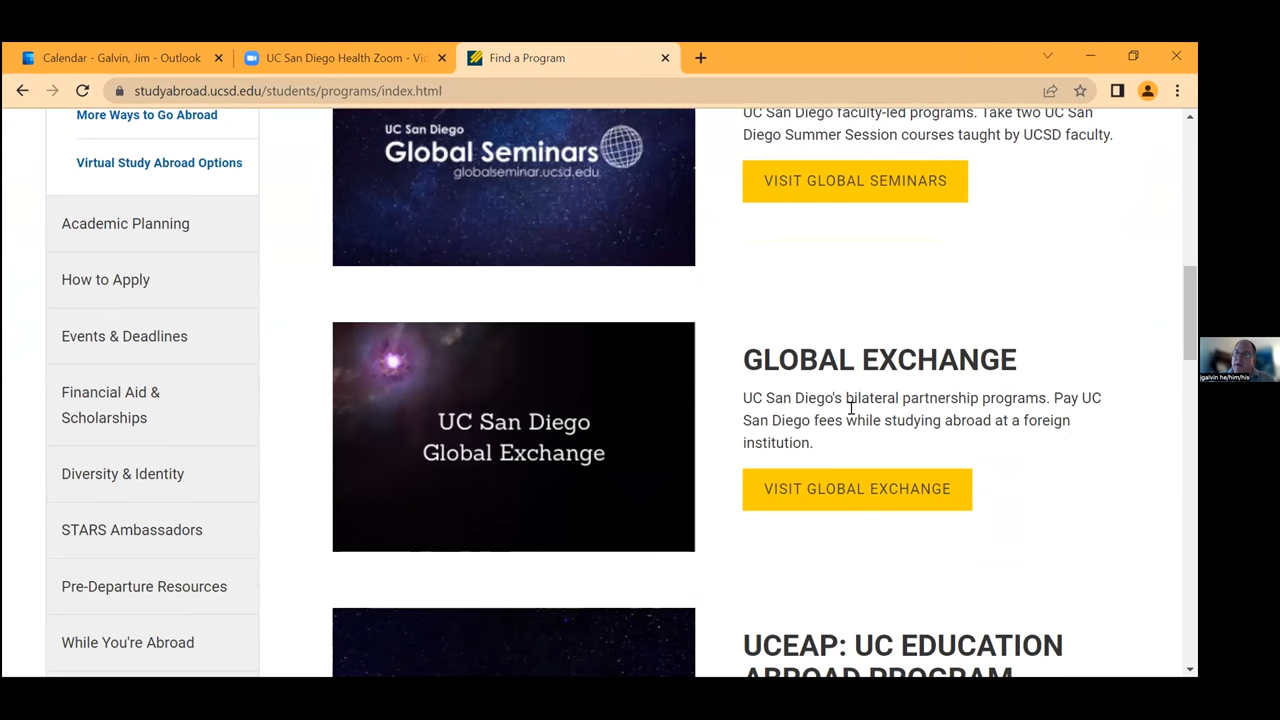 Calendar - Galvin, Jim - Outlook
UC San Diego Health Zoom - Vi
Find a Program
studyabroad.ucsd.edu/students/programs/index.html
More Ways to Go Abroad
Virtual Study Abroad Options
Academic Planning
How to Apply
Events & Deadlines
Financial Aid &
Scholarships
Diversity & Identity
STARS Ambassadors
Pre-Departure Resources
While You're Abroad
UC San Diego
Global Seminars
globalseminar.ucsd.edu
UC San Diego faculty-led programs. Take two UC San
Diego Summer Session courses taught by UCSD faculty.
VISIT GLOBAL SEMINARS
UC San Diego
Global Exchange
GLOBAL EXCHANGE
UC San Diego's bilateral partnership programs. Pay UC
San Diego fees while studying abroad at a foreign
institution.
VISIT GLOBAL EXCHANGE
UCEAP: UC EDUCATION
ABROAD PROGRAM
jgalvin he/him/his